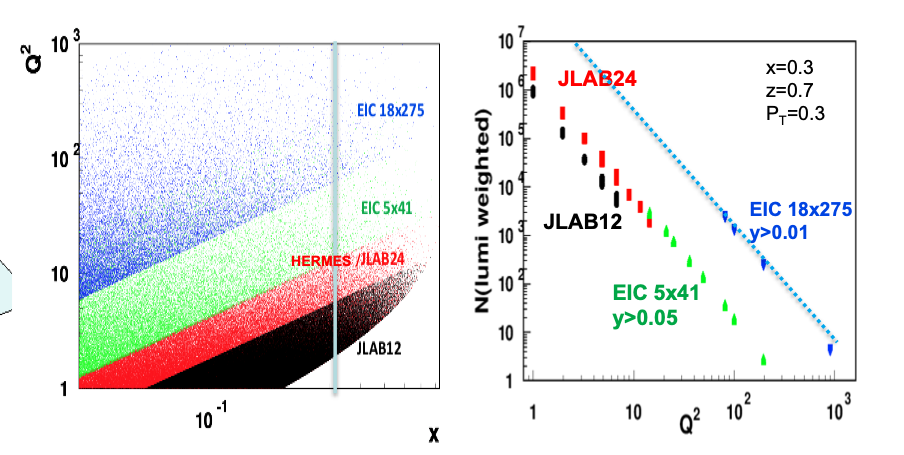 Q²
10³
10²
10
1
10⁻¹
x
EIC 18x275
EIC 5x41
HERMES /JLAB24
JLAB12
N(lumi weighted)
10⁷
10⁶
10⁵
10⁴
10³
10²
10
1
1
10
10²
10³
Q²
JLAB24
JLAB12
x=0.3
z=0.7
P_T=0.3
EIC 18x275
y>0.01
EIC 5x41
y>0.05